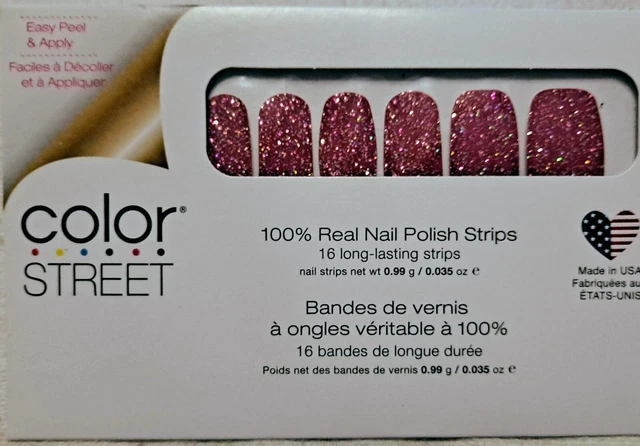 Easy Peel
& Apply
Faciles à Décoller
et à Appliquer
color®
STREET
100% Real Nail Polish Strips
16 long-lasting strips
nail strips net wt 0.99 g / 0.035 oz ℮
Bandes de vernis
à ongles véritable à 100%
16 bandes de longue durée
Poids net des bandes de vernis 0.99 g / 0.035 oz ℮
Made in USA
Fabriquées au
ÉTATS-UNIS